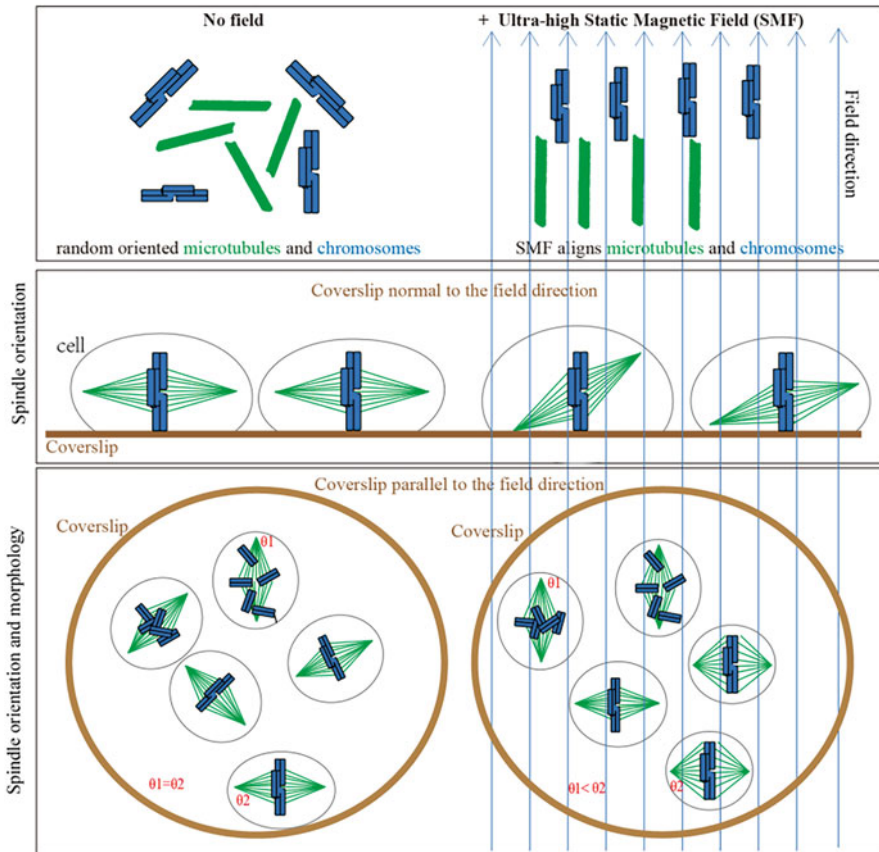 No field
+ Ultra-high Static Magnetic Field (SMF)
Field direction
random oriented microtubules and chromosomes
SMF aligns microtubules and chromosomes
Spindle orientation
Coverslip normal to the field direction
cell
Coverslip
Spindle orientation and morphology
Coverslip parallel to the field direction
Coverslip
Coverslip
θ1
θ1
θ1=θ2
θ2
θ1< θ2
θ2